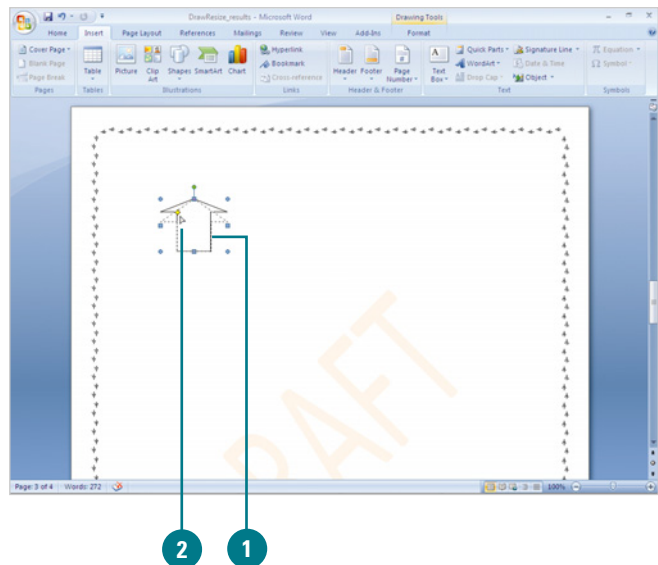 DrawResize_results - Microsoft Word Drawing Tools
Home Insert Page Layout References Mailings Review View Add-Ins Format
Cover Page Blank Page Page Break
Table
Picture Clip Art Shapes SmartArt Chart
Hyperlink Bookmark Cross-reference
Header Footer Page Number
Text Box Quick Parts WordArt Drop Cap Signature Line Date & Time Object
Equation Symbol
Pages Tables Illustrations Links Header & Footer Text Symbols
DRAFT
Page: 3 of 4 Words: 272 100%
2 1